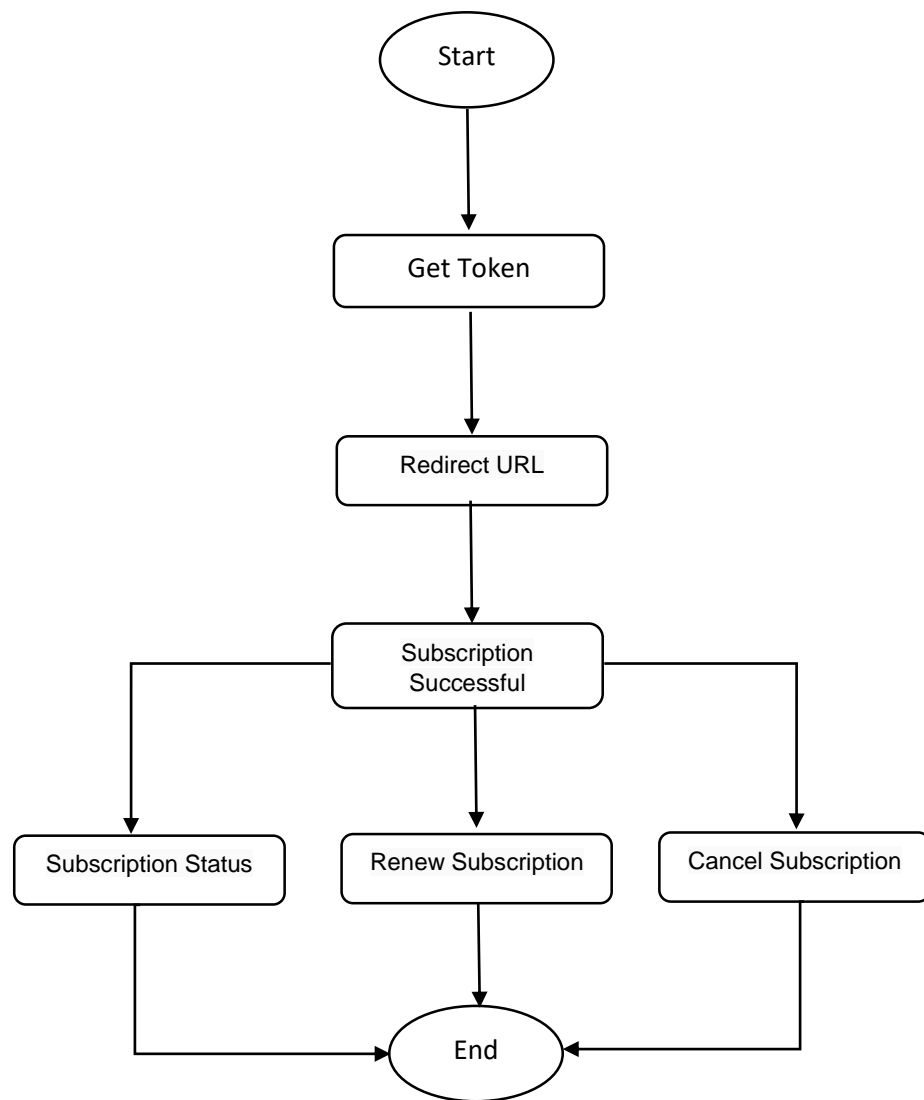 Start
Get Token
Redirect URL
Subscription
Successful
Subscription Status
Renew Subscription
Cancel Subscription
End